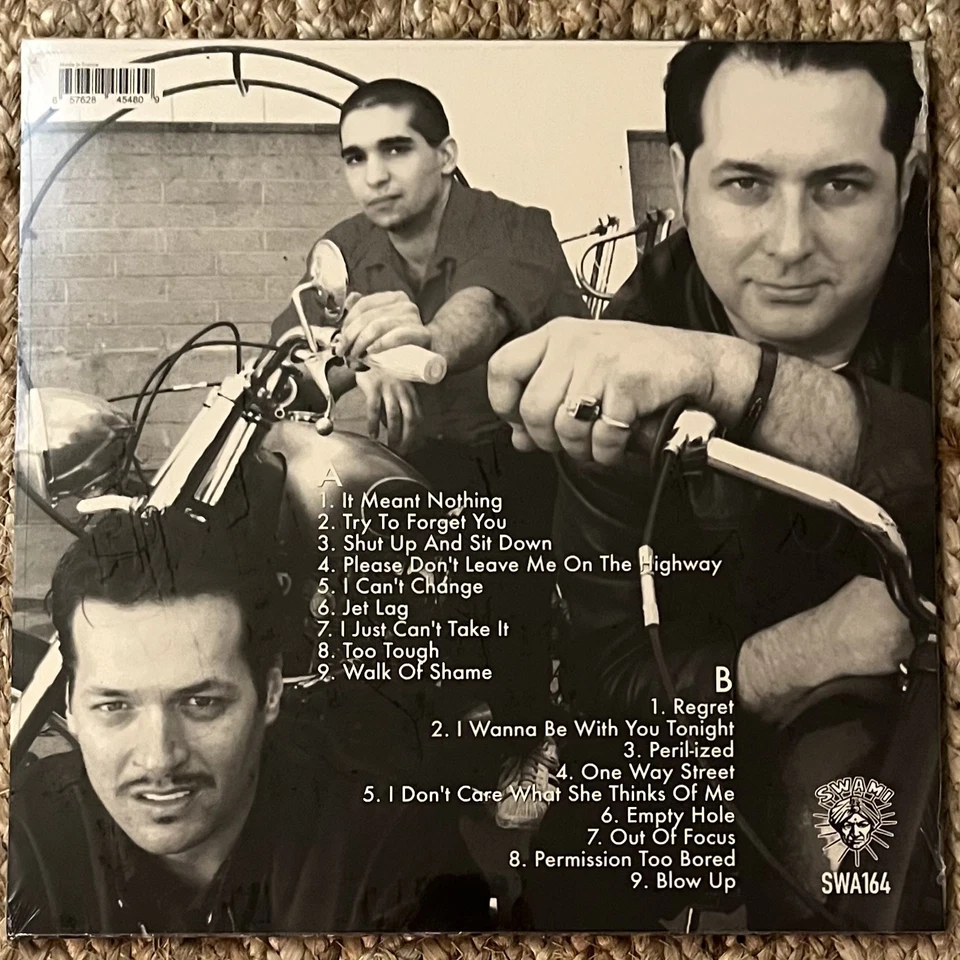 Made in France
8 57628 45480 9
A
1. It Meant Nothing
2. Try To Forget You
3. Shut Up And Sit Down
4. Please Don't Leave Me On The Highway
5. I Can't Change
6. Jet Lag
7. I Just Can't Take It
8. Too Tough
9. Walk Of Shame
B
1. Regret
2. I Wanna Be With You Tonight
3. Peril-ized
4. One Way Street
5. I Don't Care What She Thinks Of Me
6. Empty Hole
7. Out Of Focus
8. Permission Too Bored
9. Blow Up
SWAMI
SWA164